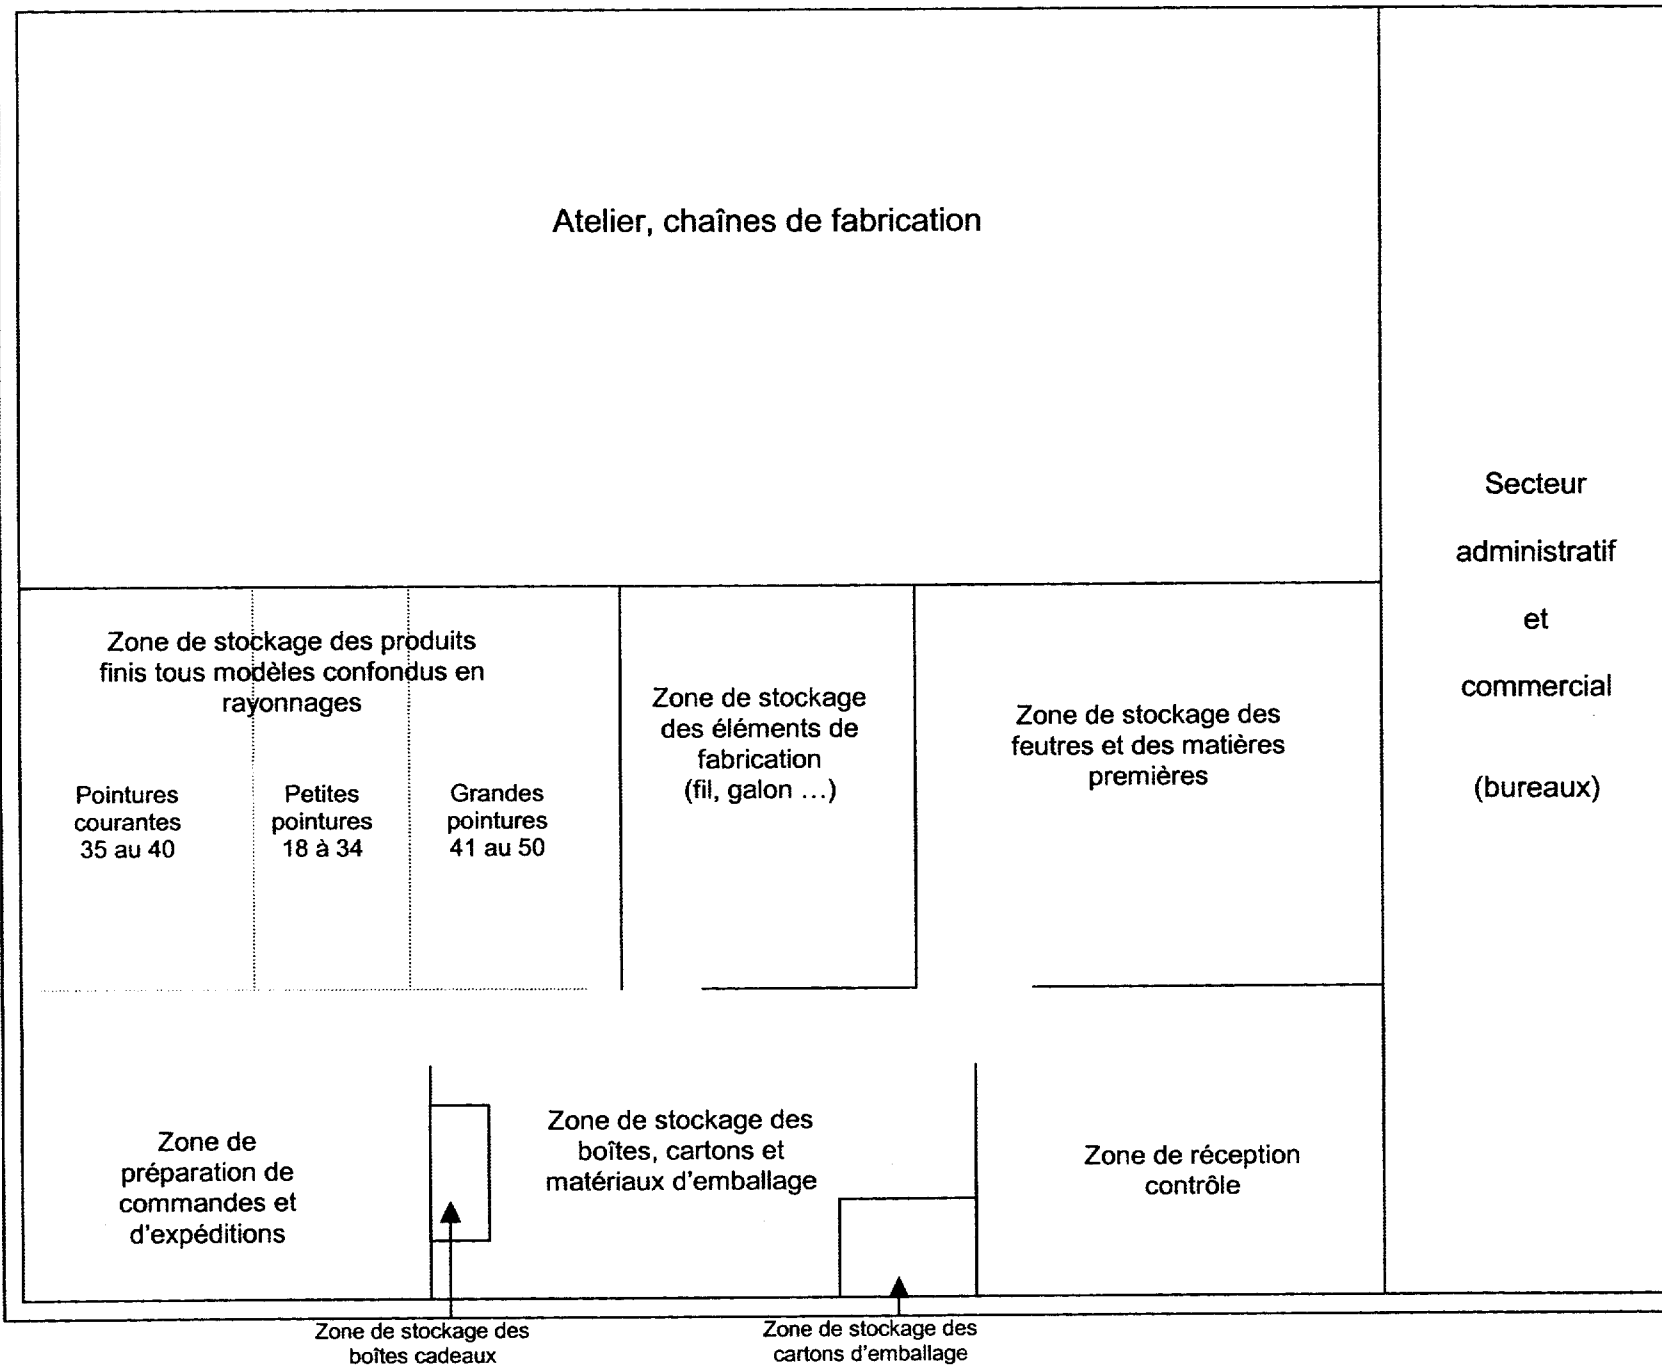 Atelier, chaînes de fabrication
Secteur
administratif
et
commercial
(bureaux)
Zone de stockage des produits
finis tous modèles confondus en
rayonnages
Pointures
courantes
35 au 40
Petites
pointures
18 à 34
Grandes
pointures
41 au 50
Zone de stockage
des éléments de
fabrication
(fil, galon ...)
Zone de stockage des
feutres et des matières
premières
Zone de
préparation de
commandes et
d'expéditions
Zone de stockage des
boîtes, cartons et
matériaux d'emballage
Zone de réception
contrôle
Zone de stockage des
boîtes cadeaux
Zone de stockage des
cartons d'emballage